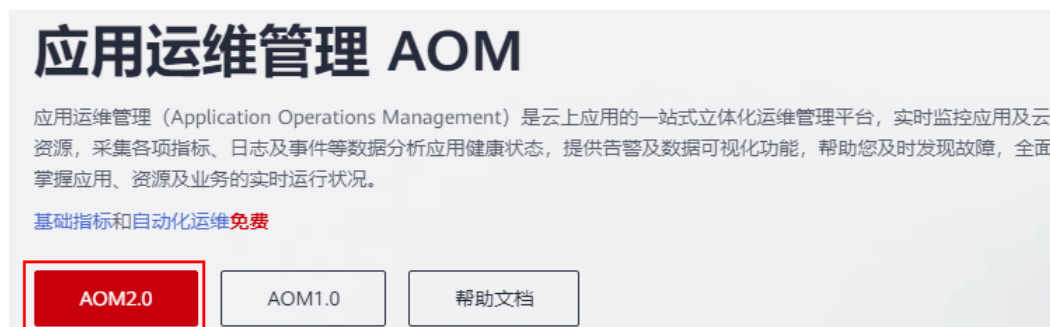 应用运维管理 AOM
应用运维管理（Application Operations Management）是云上应用的一站式立体化运维管理平台，实时监控应用及云
资源，采集各项指标、日志及事件等数据分析应用健康状态，提供告警及数据可视化功能，帮助您及时发现故障，全面
掌握应用、资源及业务的实时运行状况。
基础指标和自动化运维免费
AOM2.0 AOM1.0 帮助文档